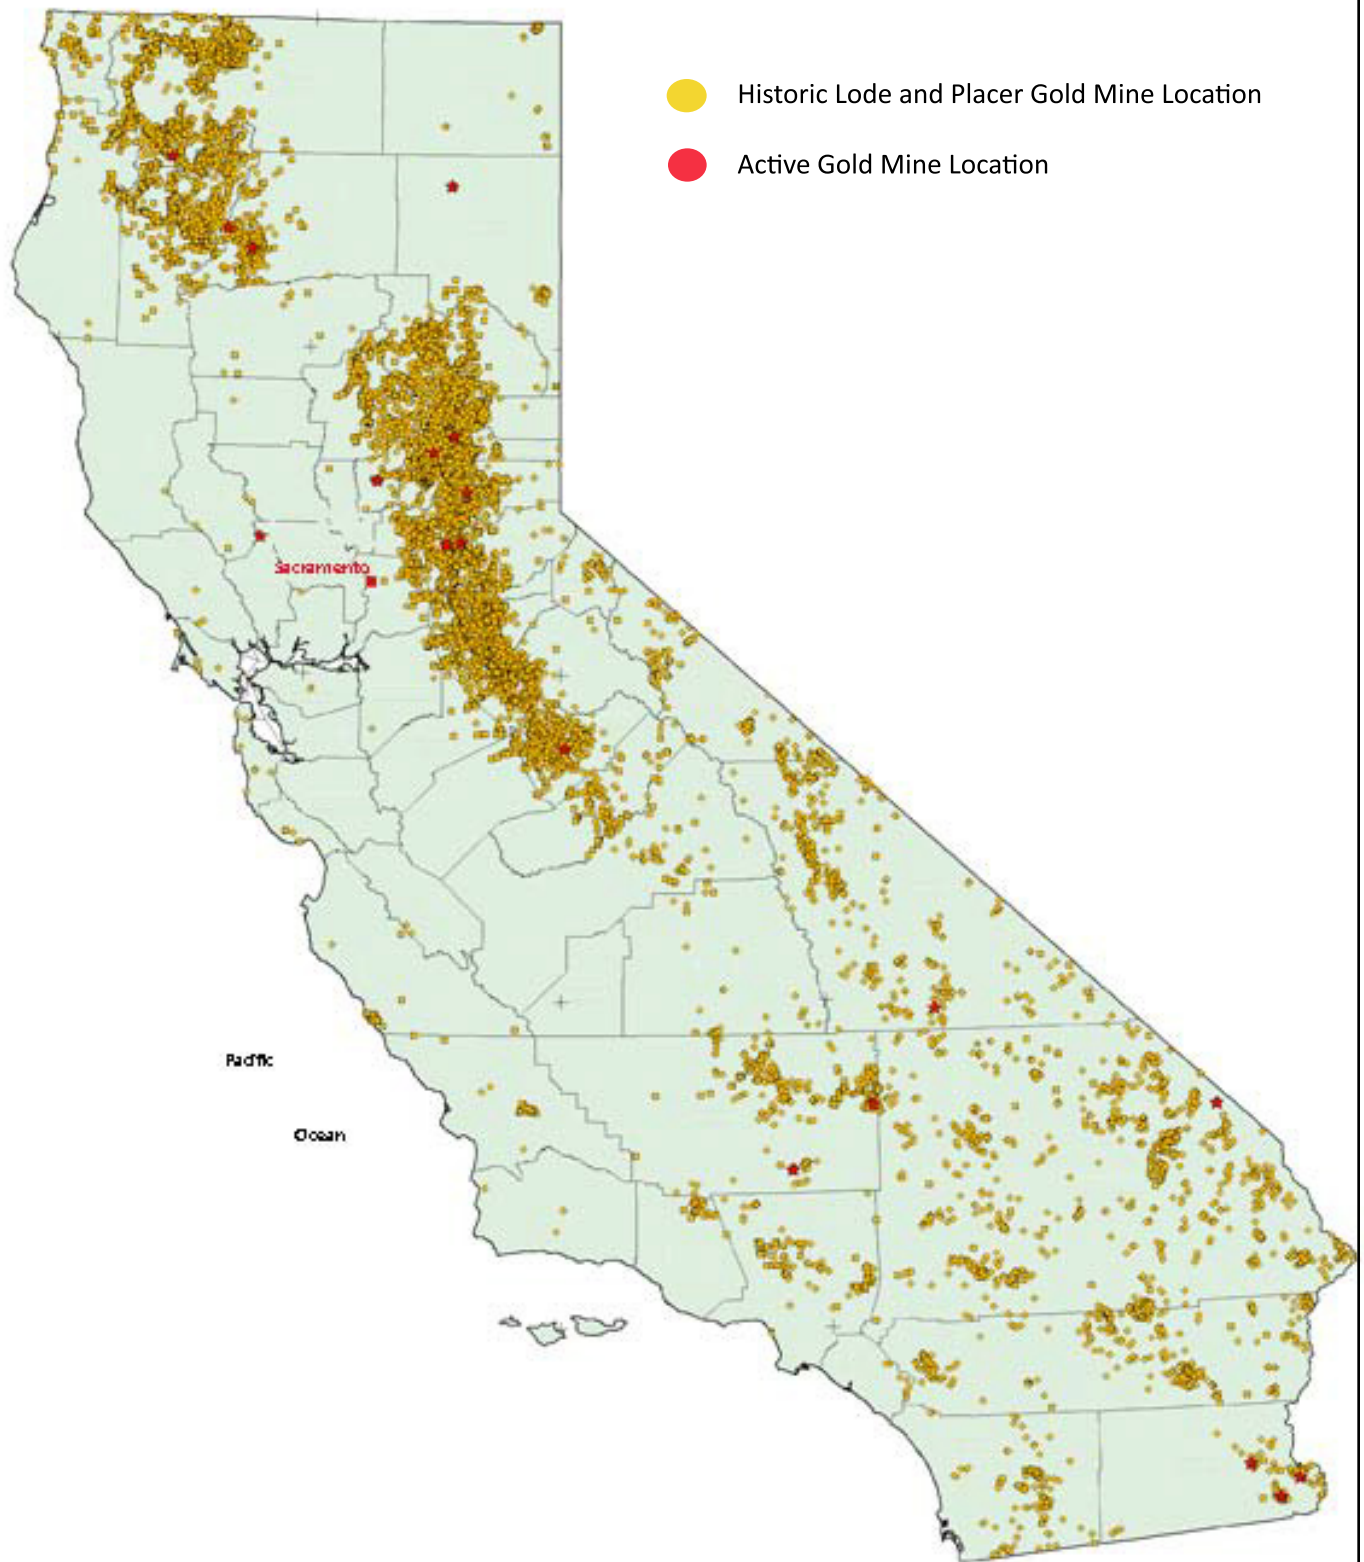 Historic Lode and Placer Gold Mine Location
Active Gold Mine Location
Sacramento
Pacific
Ocean